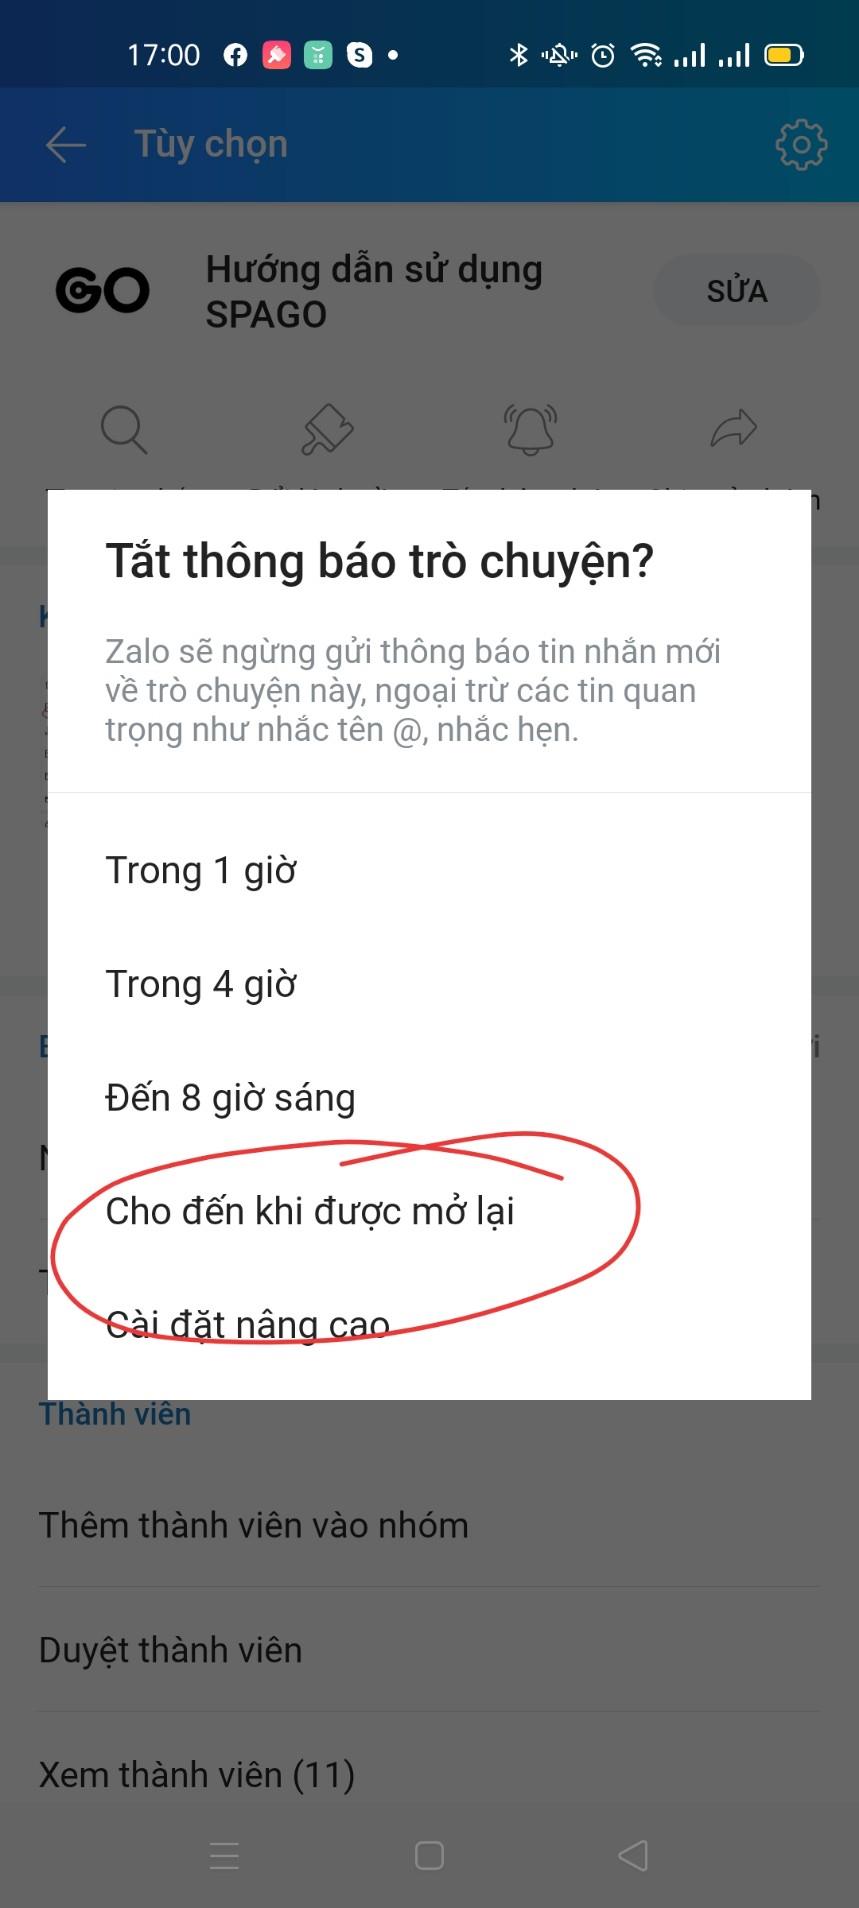 17:00
Tùy chọn
GO
Hướng dẫn sử dụng
SPAGO
SỬA
Tắt thông báo trò chuyện?
Zalo sẽ ngừng gửi thông báo tin nhắn mới
về trò chuyện này, ngoại trừ các tin quan
trọng như nhắc tên @, nhắc hẹn.
Trong 1 giờ
Trong 4 giờ
Đến 8 giờ sáng
Cho đến khi được mở lại
Cài đặt nâng cao
Thành viên
Thêm thành viên vào nhóm
Duyệt thành viên
Xem thành viên (11)